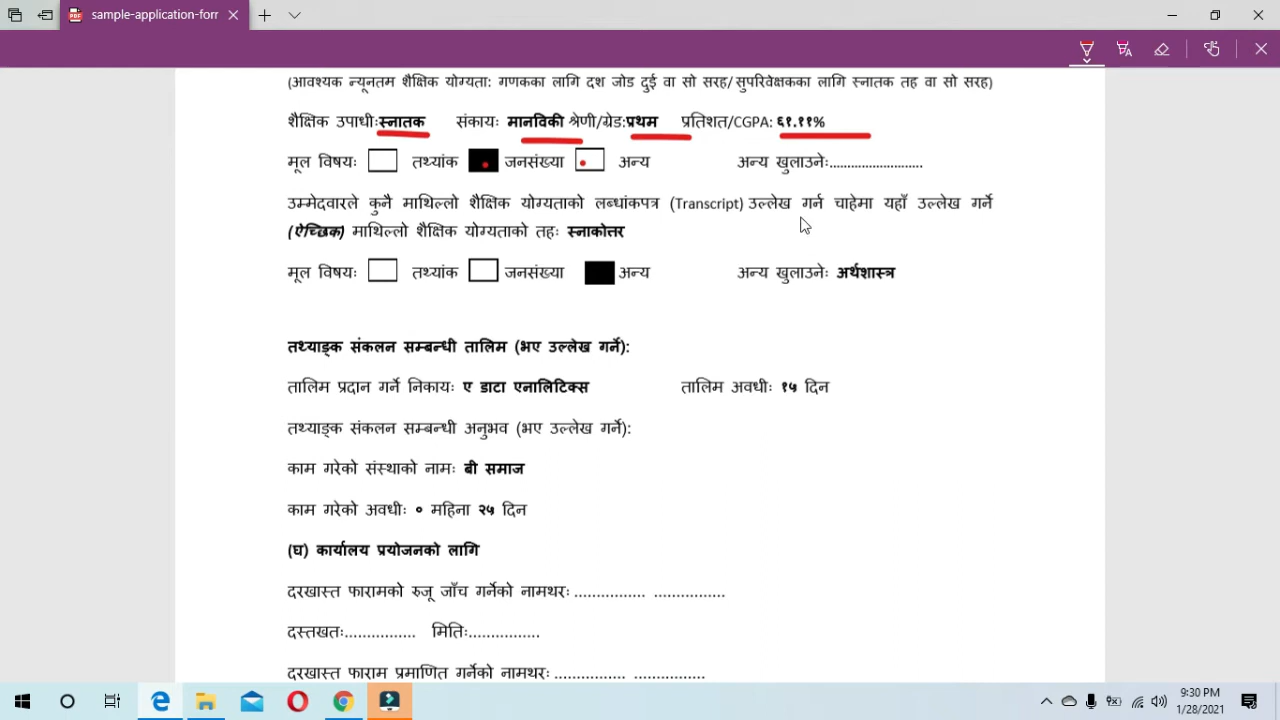 sample-application.pdf
(आवश्यक न्यूनतम शैक्षिक योग्यता: गणकका लागि दश जोड दुई वा सो सरह/ सुपरिवेक्षकका लागि स्नातक तह वा सो सरह)
शैक्षिक उपाधी:स्नातक संकायः मानविकी श्रेणी/ग्रेड:प्रथम प्रतिशत/CGPA: ६१.११%
मूल विषयः तथ्यांक जनसंख्या अन्य अन्य खुलाउनेः.........................
उम्मेदवारले कुनै माथिल्लो शैक्षिक योग्यताको लब्धांकपत्र (Transcript) उल्लेख गर्न चाहेमा यहाँ उल्लेख गर्ने
(ऐच्छिक) माथिल्लो शैक्षिक योग्यताको तहः स्नाकोत्तर
मूल विषयः तथ्यांक जनसंख्या अन्य अन्य खुलाउनेः अर्थशास्त्र
तथ्याङ्क संकलन सम्बन्धी तालिम (भए उल्लेख गर्ने):
तालिम प्रदान गर्ने निकायः ए डाटा एनालिटिक्स तालिम अवधीः १५ दिन
तथ्याङ्क संकलन सम्बन्धी अनुभव (भए उल्लेख गर्ने):
काम गरेको संस्थाको नामः बी समाज
काम गरेको अवधीः ० महिना २५ दिन
(घ) कार्यालय प्रयोजनको लागि
दरखास्त फारामको रुजू जाँच गर्नेको नामथरः ................ ................
दस्तखतः................ मितिः................
दरखास्त फाराम प्रमाणित गर्नेको नामथरः ................ ................
9:30 PM
1/28/2021